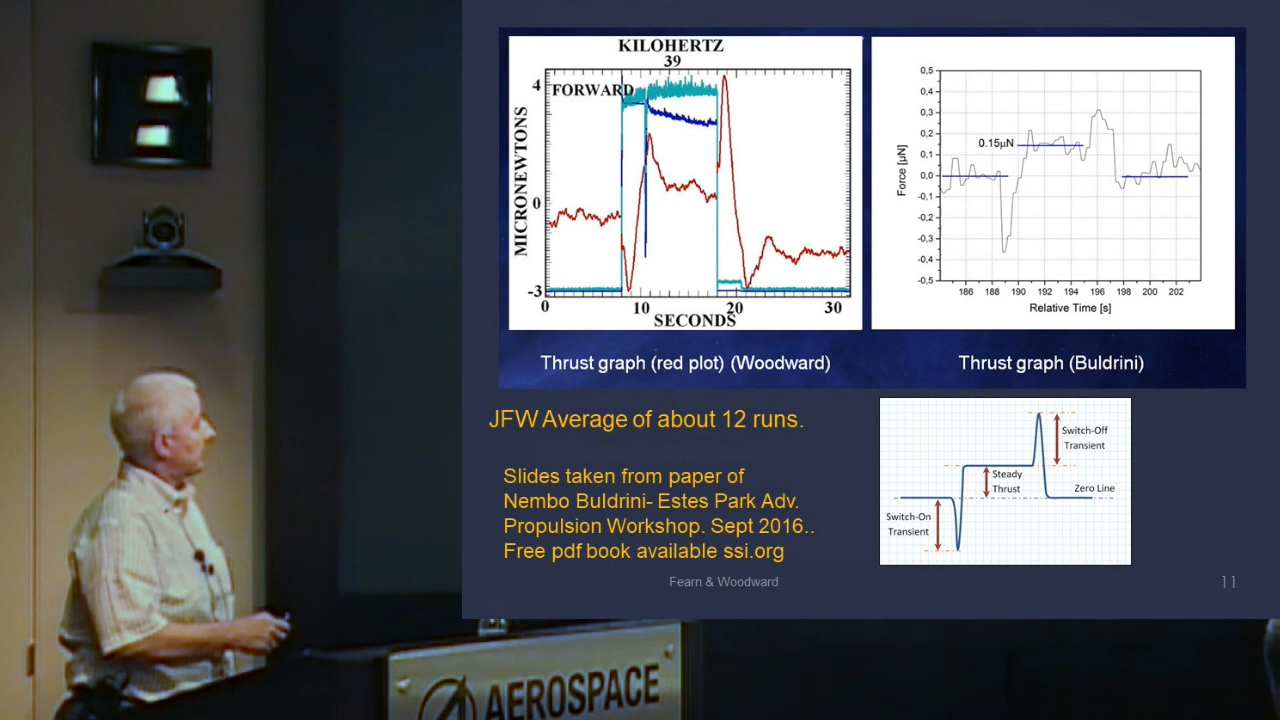 KILOHERTZ
39
FORWARD
MICRONEWTONS
4
0
-3
0 10 20 30
SECONDS
0,5
0,4
0,3
0,2
0,1
0,0
-0,1
-0,2
-0,3
-0,4
-0,5
0.15µN
Force [µN]
186 188 190 192 194 196 198 200 202
Relative Time [s]
Thrust graph (red plot) (Woodward)
Thrust graph (Buldrini)
JFW Average of about 12 runs.
Slides taken from paper of
Nembo Buldrini- Estes Park Adv.
Propulsion Workshop. Sept 2016..
Free pdf book available ssi.org
Switch-Off
Transient
Steady
Thrust
Zero Line
Switch-On
Transient
Fearn & Woodward
11
AEROSPACE